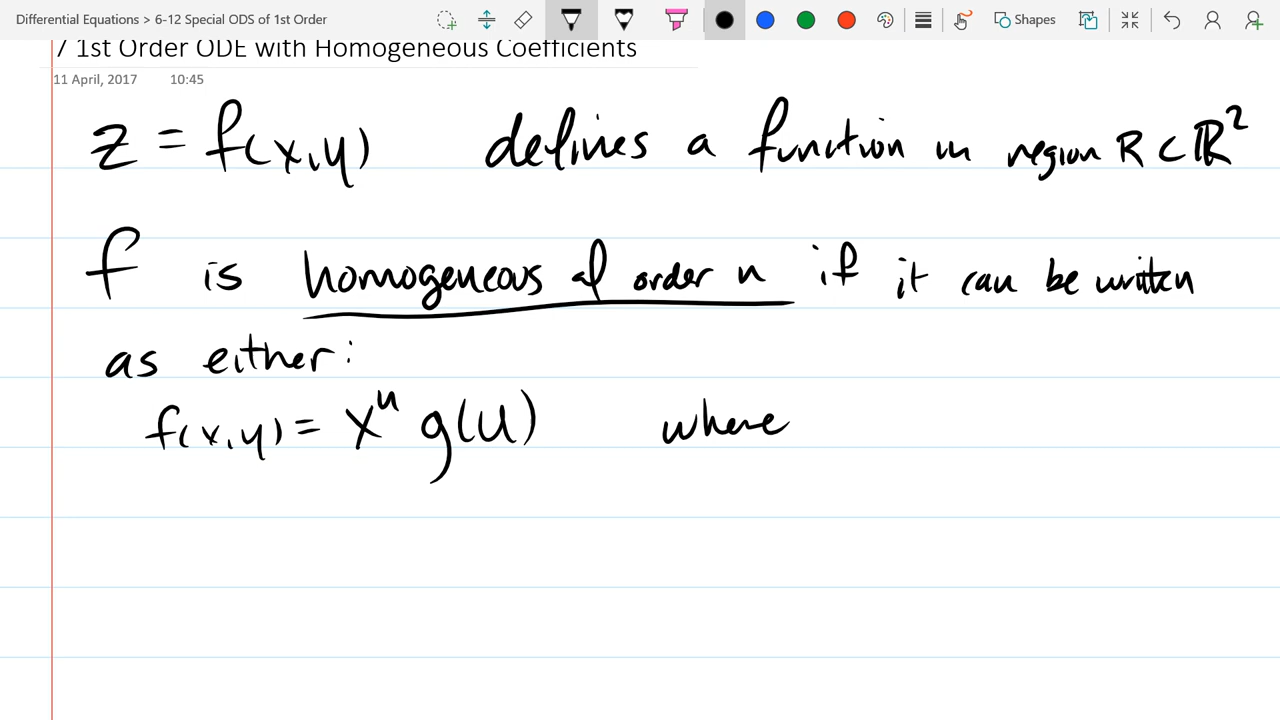 Differential Equations > 6-12 Special ODS of 1st Order
Shapes
7 1st Order ODE with Homogeneous Coefficients
11 April, 2017 10:45
z = f(x,y) defines a function in region R ⊂ ℝ²
f is homogeneous of order n if it can be written
as either:
f(x,y) = xⁿ g(u) where